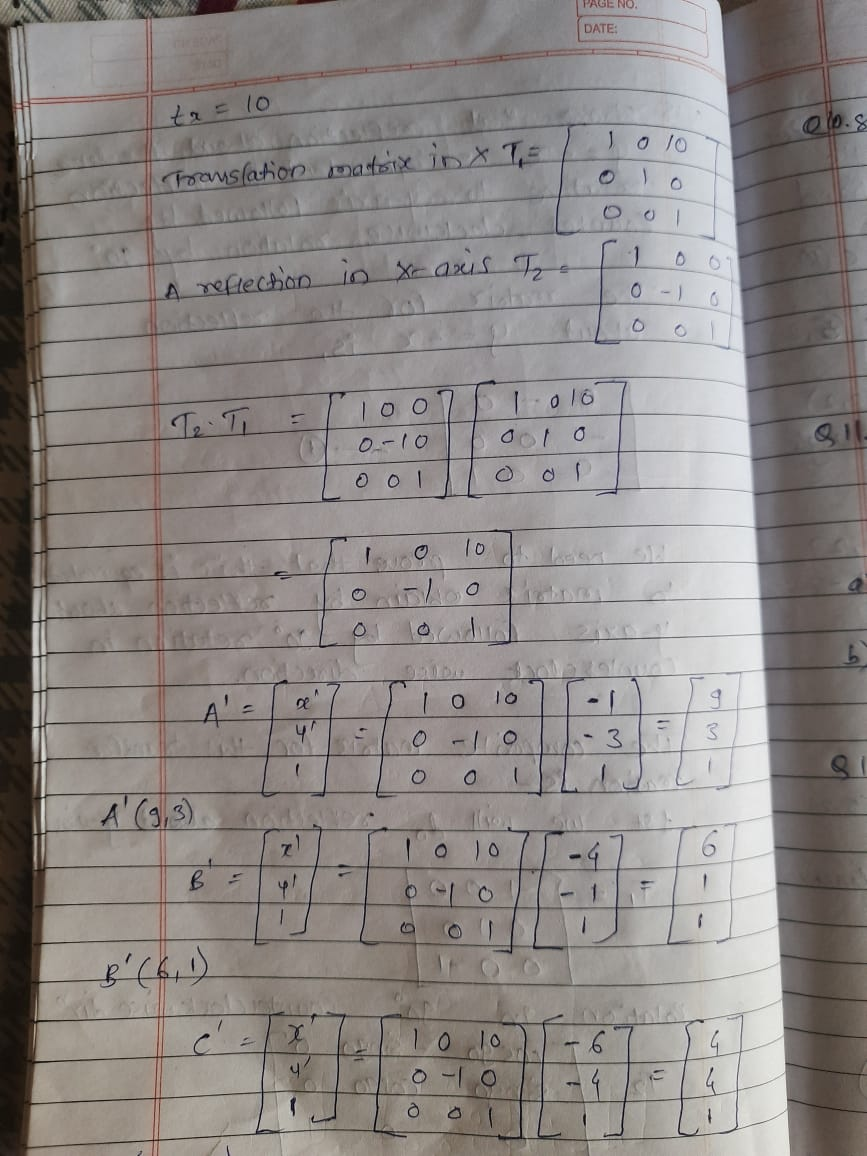 PAGE NO.
DATE:
tx = 10
Translation matrix in x T1 = [ 1 0 10
0 1 0
0 0 1 ]
A reflection in x-axis T2 = [ 1 0 0
0 -1 0
0 0 1 ]
T2 . T1 = [ 1 0 0 ] [ 1 0 10 ]
0 -1 0 0 1 0
0 0 1 0 0 1
= [ 1 0 10
0 -1 0
0 0 1 ]
A' = [ x' ] = [ 1 0 10 ] [ -1 ] = [ 9 ]
y' 0 -1 0 -3 3
1 0 0 1 1 1
A'(9,3)
B' = [ x' ] = [ 1 0 10 ] [ -4 ] = [ 6 ]
y' 0 -1 0 -1 1
1 0 0 1 1 1
B'(6,1)
C' = [ x' ] = [ 1 0 10 ] [ -6 ] = [ 4 ]
y' 0 -1 0 -4 4
1 0 0 1 1 1
Q11.
a
b)
Q1